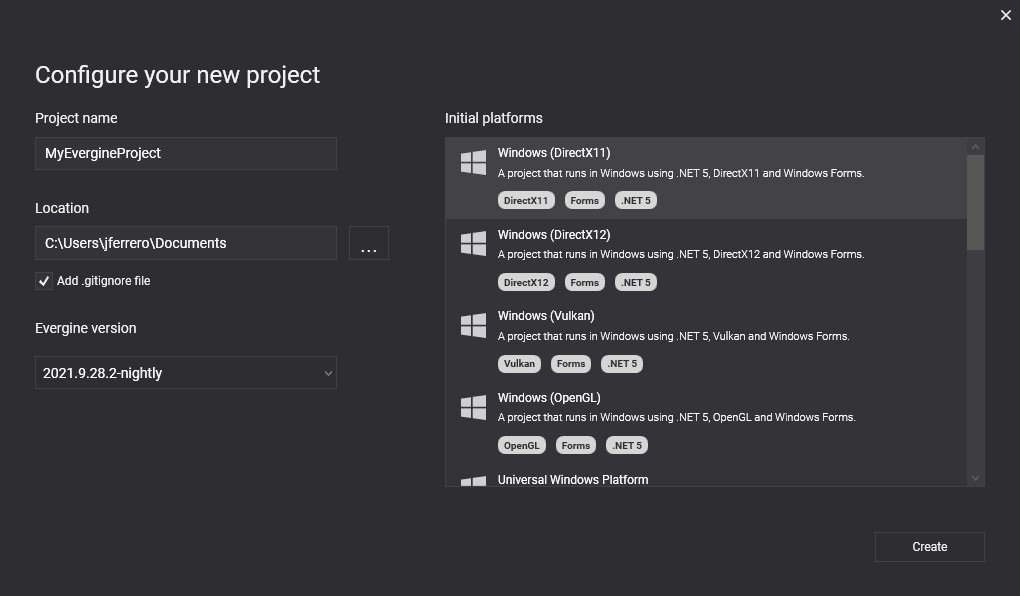 Configure your new project
Project name
MyEvergineProject
Location
C:\Users\jferrero\Documents
...
Add .gitignore file
Evergine version
2021.9.28.2-nightly
Initial platforms
Windows (DirectX11)
A project that runs in Windows using .NET 5, DirectX11 and Windows Forms.
DirectX11 Forms .NET 5
Windows (DirectX12)
A project that runs in Windows using .NET 5, DirectX12 and Windows Forms.
DirectX12 Forms .NET 5
Windows (Vulkan)
A project that runs in Windows using .NET 5, Vulkan and Windows Forms.
Vulkan Forms .NET 5
Windows (OpenGL)
A project that runs in Windows using .NET 5, OpenGL and Windows Forms.
OpenGL Forms .NET 5
Universal Windows Platform
Create